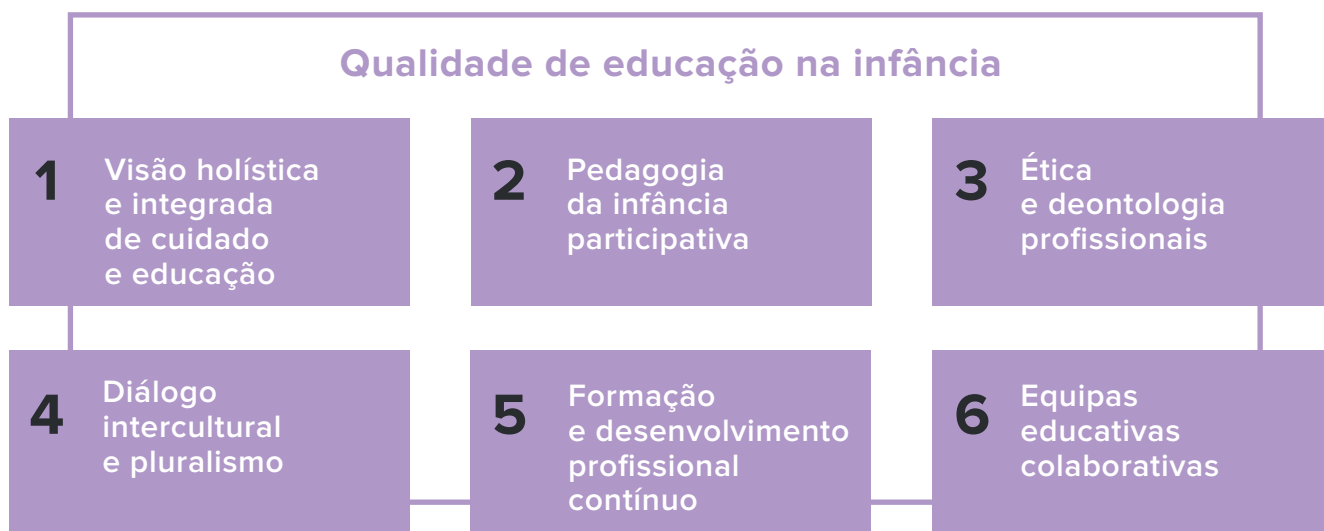 Qualidade de educação na infância
1
Visão holística
e integrada
de cuidado
e educação
2
Pedagogia
da infância
participativa
3
Ética
e deontologia
profissionais
4
Diálogo
intercultural
e pluralismo
5
Formação
e desenvolvimento
profissional
contínuo
6
Equipas
educativas
colaborativas